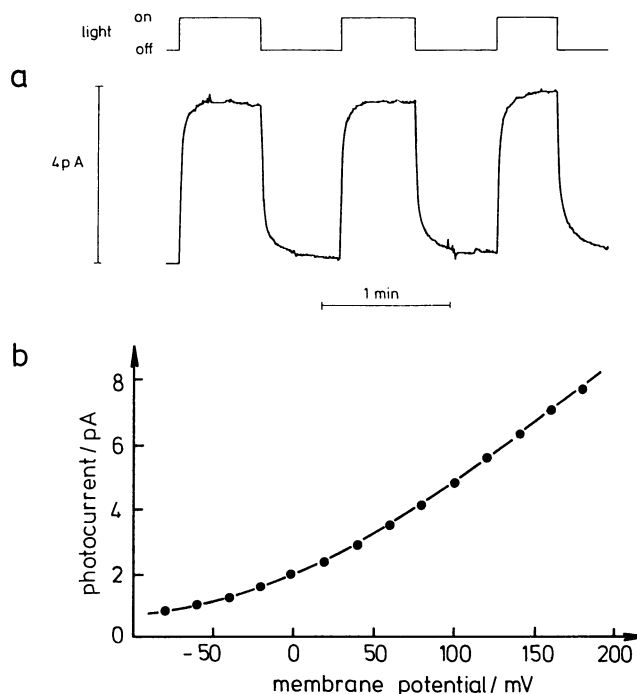 on
light
off
a
4pA
1 min
b
8
6
4
2
0
photocurrent/pA
-50 0 50 100 150 200
membrane potential/mV